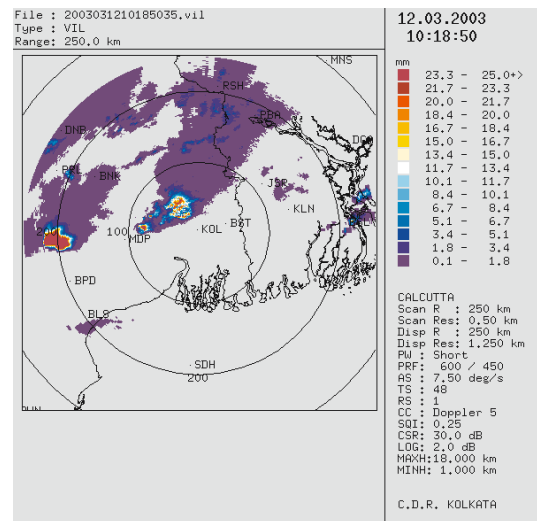 File : 2003031210185035.vil
Type : VIL
Range: 250.0 km
12.03.2003
10:18:50
mm
23.3 - 25.0+>
21.7 - 23.3
20.0 - 21.7
18.4 - 20.0
16.7 - 18.4
15.0 - 16.7
13.4 - 15.0
11.7 - 13.4
10.1 - 11.7
8.4 - 10.1
6.7 - 8.4
5.1 - 6.7
3.4 - 5.1
1.8 - 3.4
0.1 - 1.8
MNS
RSH
PBA
DNB
BNK
JSR
KLN
200
100
MDP
KOL
BST
BPD
BLS
SDH
200
CALCUTTA
Scan R : 250 km
Scan Res: 0.50 km
Disp R : 250 km
Disp Res: 1.250 km
PW : Short
PRF: 600 / 450
AS : 7.50 deg/s
TS : 48
RS : 1
CC : Doppler 5
SQI: 0.25
CSR: 30.0 dB
LOG: 2.0 dB
MAXH:18.000 km
MINH: 1.000 km
C.D.R. KOLKATA